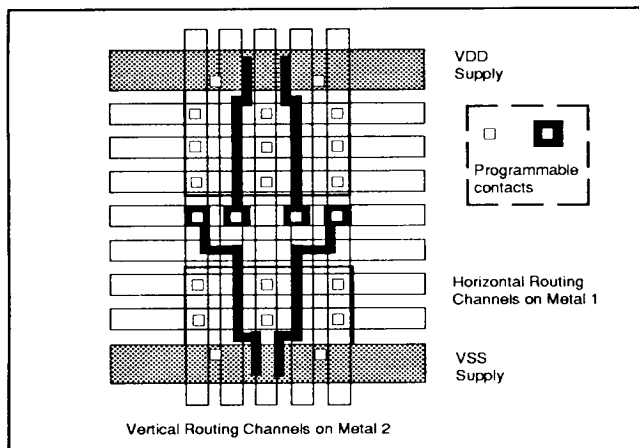 VDD
Supply
Programmable
contacts
Horizontal Routing
Channels on Metal 1
VSS
Supply
Vertical Routing Channels on Metal 2